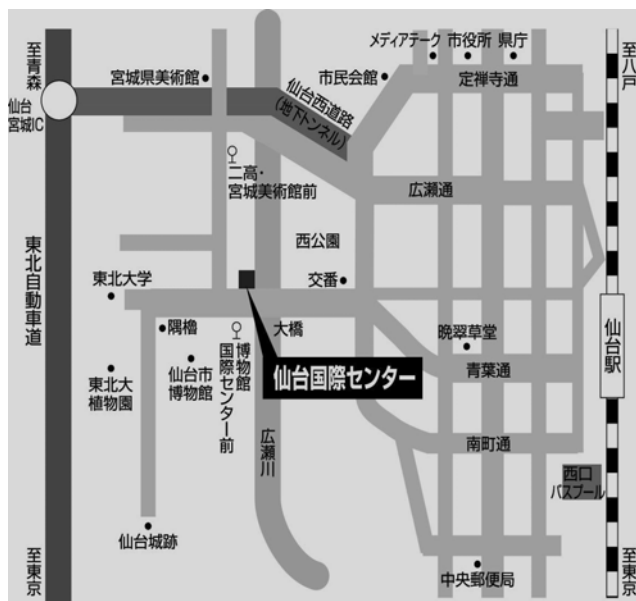 メディアテーク
市役所
県庁
至青森
宮城県美術館
市民会館
定禅寺通
至八戸
仙台
宮城IC
仙台西道路
(地下トンネル)
二高・
宮城美術館前
広瀬通
東北自動車道
西公園
東北大学
交番
隅櫓
大橋
晩翠草堂
仙台駅
博物館
国際センター前
仙台国際センター
仙台市
博物館
東北大
植物園
青葉通
広瀬川
南町通
西口
バスプール
仙台城跡
至東京
中央郵便局
至東京